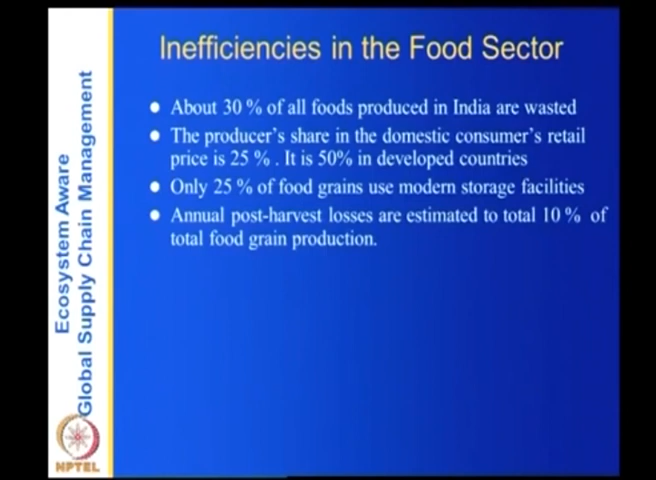 Inefficiencies in the Food Sector
● About 30 % of all foods produced in India are wasted
● The producer's share in the domestic consumer's retail
price is 25 % . It is 50% in developed countries
● Only 25 % of food grains use modern storage facilities
● Annual post-harvest losses are estimated to total 10 % of
total food grain production.
Ecosystem Aware
Global Supply Chain Management
NPTEL